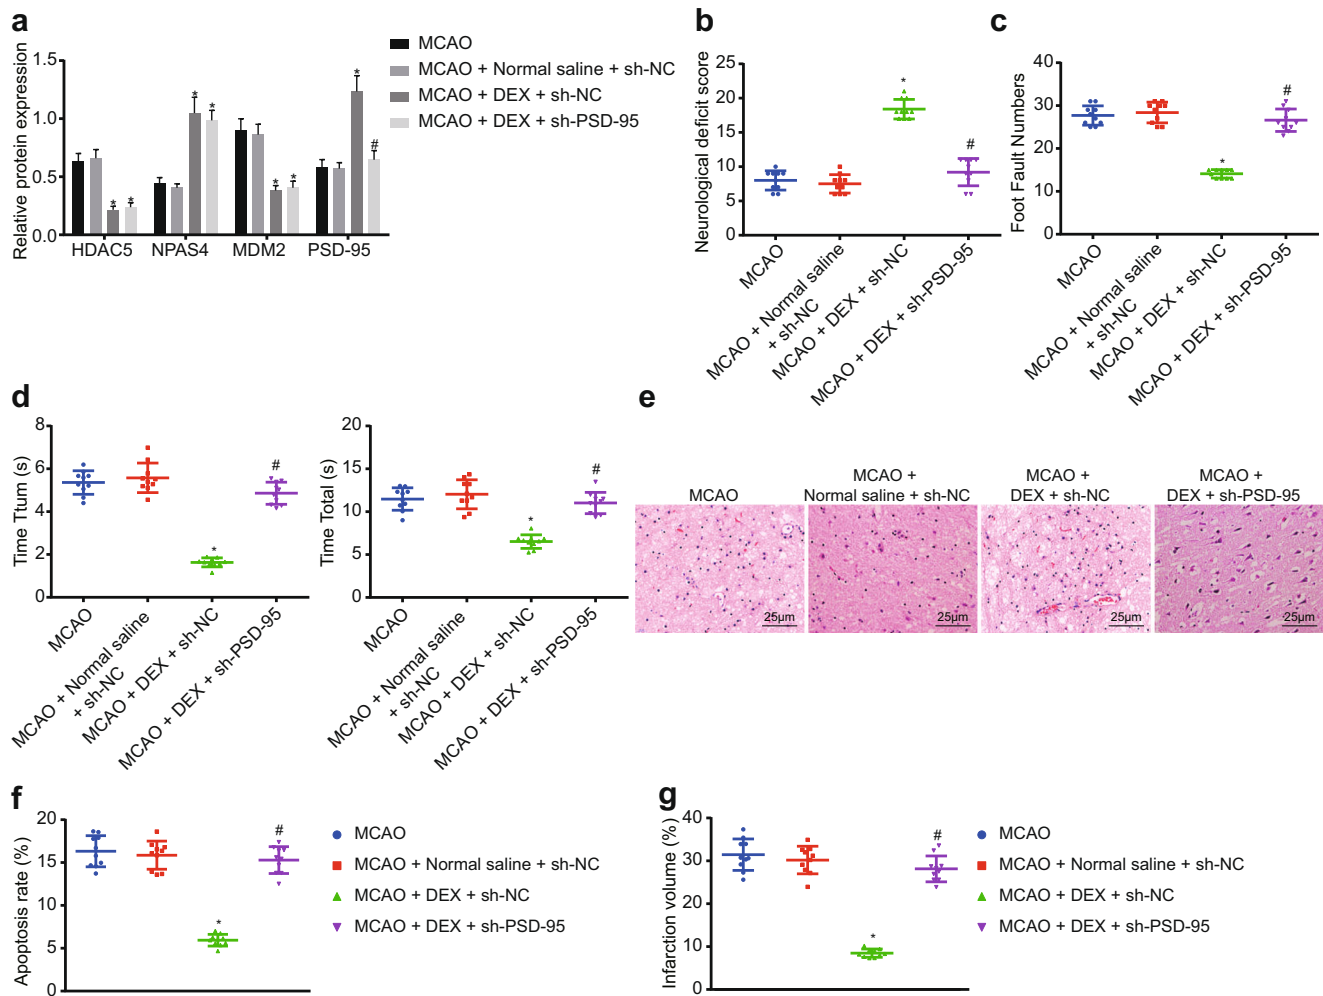 a
Relative protein expression
1.5
1.0
0.5
0.0
* * * * * * * #
HDAC5 NPAS4 MDM2 PSD-95
MCAO
MCAO + Normal saline + sh-NC
MCAO + DEX + sh-NC
MCAO + DEX + sh-PSD-95
b
Neurological deficit score
25
20
15
10
5
0
*
#
MCAO
MCAO + Normal saline
+ sh-NC
MCAO + DEX + sh-NC
MCAO + DEX + sh-PSD-95
c
Foot Fault Numbers
40
30
20
10
0
*
#
MCAO
MCAO + Normal saline
+ sh-NC
MCAO + DEX + sh-NC
MCAO + DEX + sh-PSD-95
d
Time Ttum (s)
8
6
4
2
0
*
#
MCAO
MCAO + Normal saline
+ sh-NC
MCAO + DEX + sh-NC
MCAO + DEX + sh-PSD-95
Time Total (s)
20
15
10
5
0
*
#
MCAO
MCAO + Normal saline
+ sh-NC
MCAO + DEX + sh-NC
MCAO + DEX + sh-PSD-95
e
MCAO
MCAO +
Normal saline + sh-NC
MCAO +
DEX + sh-NC
MCAO +
DEX + sh-PSD-95
25μm
25μm
25μm
25μm
f
Apoptosis rate (%)
20
15
10
5
0
*
#
MCAO
MCAO + Normal saline + sh-NC
MCAO + DEX + sh-NC
MCAO + DEX + sh-PSD-95
g
Infarction volume (%)
40
30
20
10
0
*
#
MCAO
MCAO + Normal saline + sh-NC
MCAO + DEX + sh-NC
MCAO + DEX + sh-PSD-95